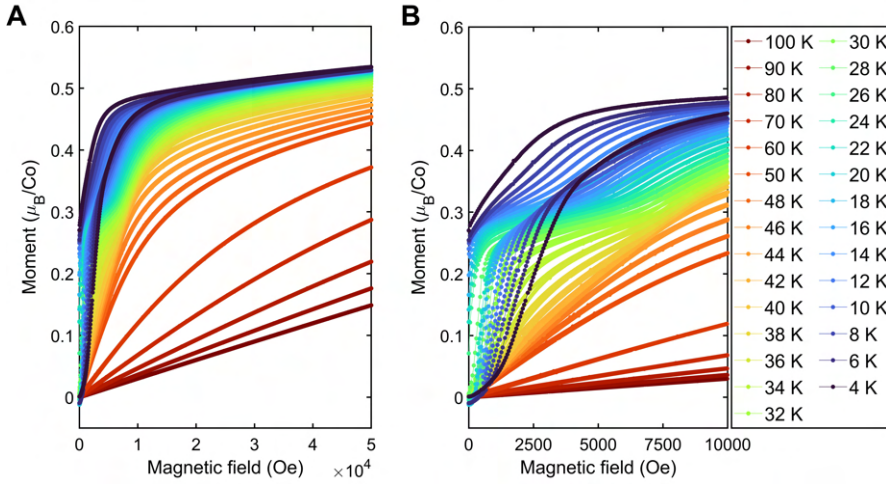 A
0.6
0.5
0.4
0.3
0.2
0.1
0
Moment (μB/Co)
0 1 2 3 4 5
Magnetic field (Oe)
×10⁴
B
0.6
0.5
0.4
0.3
0.2
0.1
0
Moment (μB/Co)
0 2500 5000 7500 10000
Magnetic field (Oe)
100 K 30 K
90 K 28 K
80 K 26 K
70 K 24 K
60 K 22 K
50 K 20 K
48 K 18 K
46 K 16 K
44 K 14 K
42 K 12 K
40 K 10 K
38 K 8 K
36 K 6 K
34 K 4 K
32 K